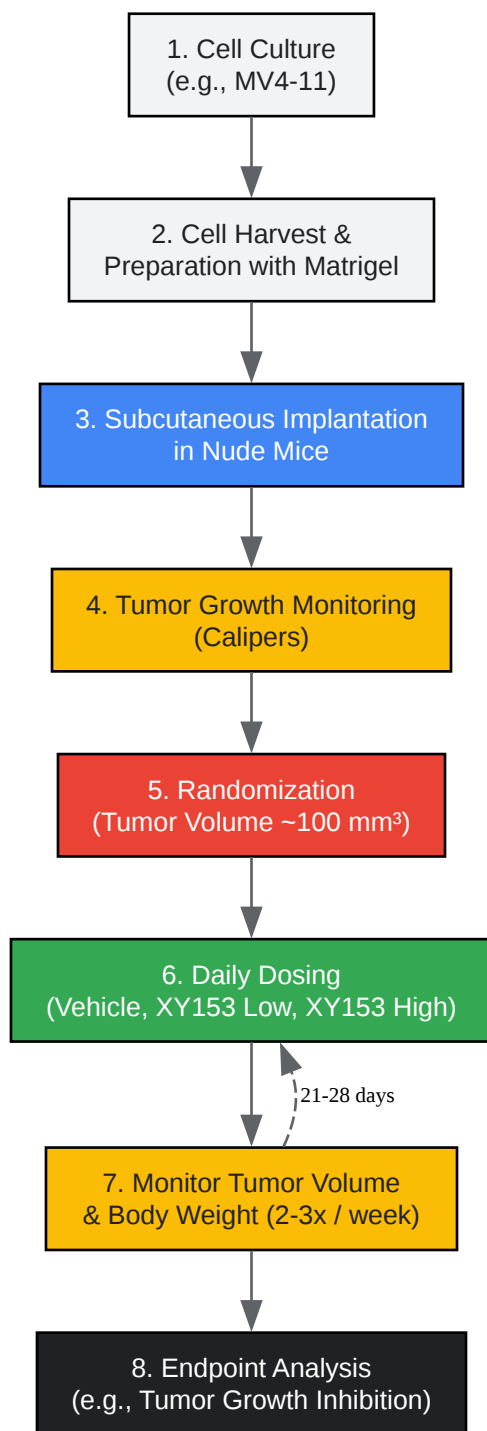 1. Cell Culture
(e.g., MV4-11)
2. Cell Harvest &
Preparation with Matrigel
3. Subcutaneous Implantation
in Nude Mice
4. Tumor Growth Monitoring
(Calipers)
5. Randomization
(Tumor Volume ~100 mm³)
6. Daily Dosing
(Vehicle, XY153 Low, XY153 High)
21-28 days
7. Monitor Tumor Volume
& Body Weight (2-3x / week)
8. Endpoint Analysis
(e.g., Tumor Growth Inhibition)